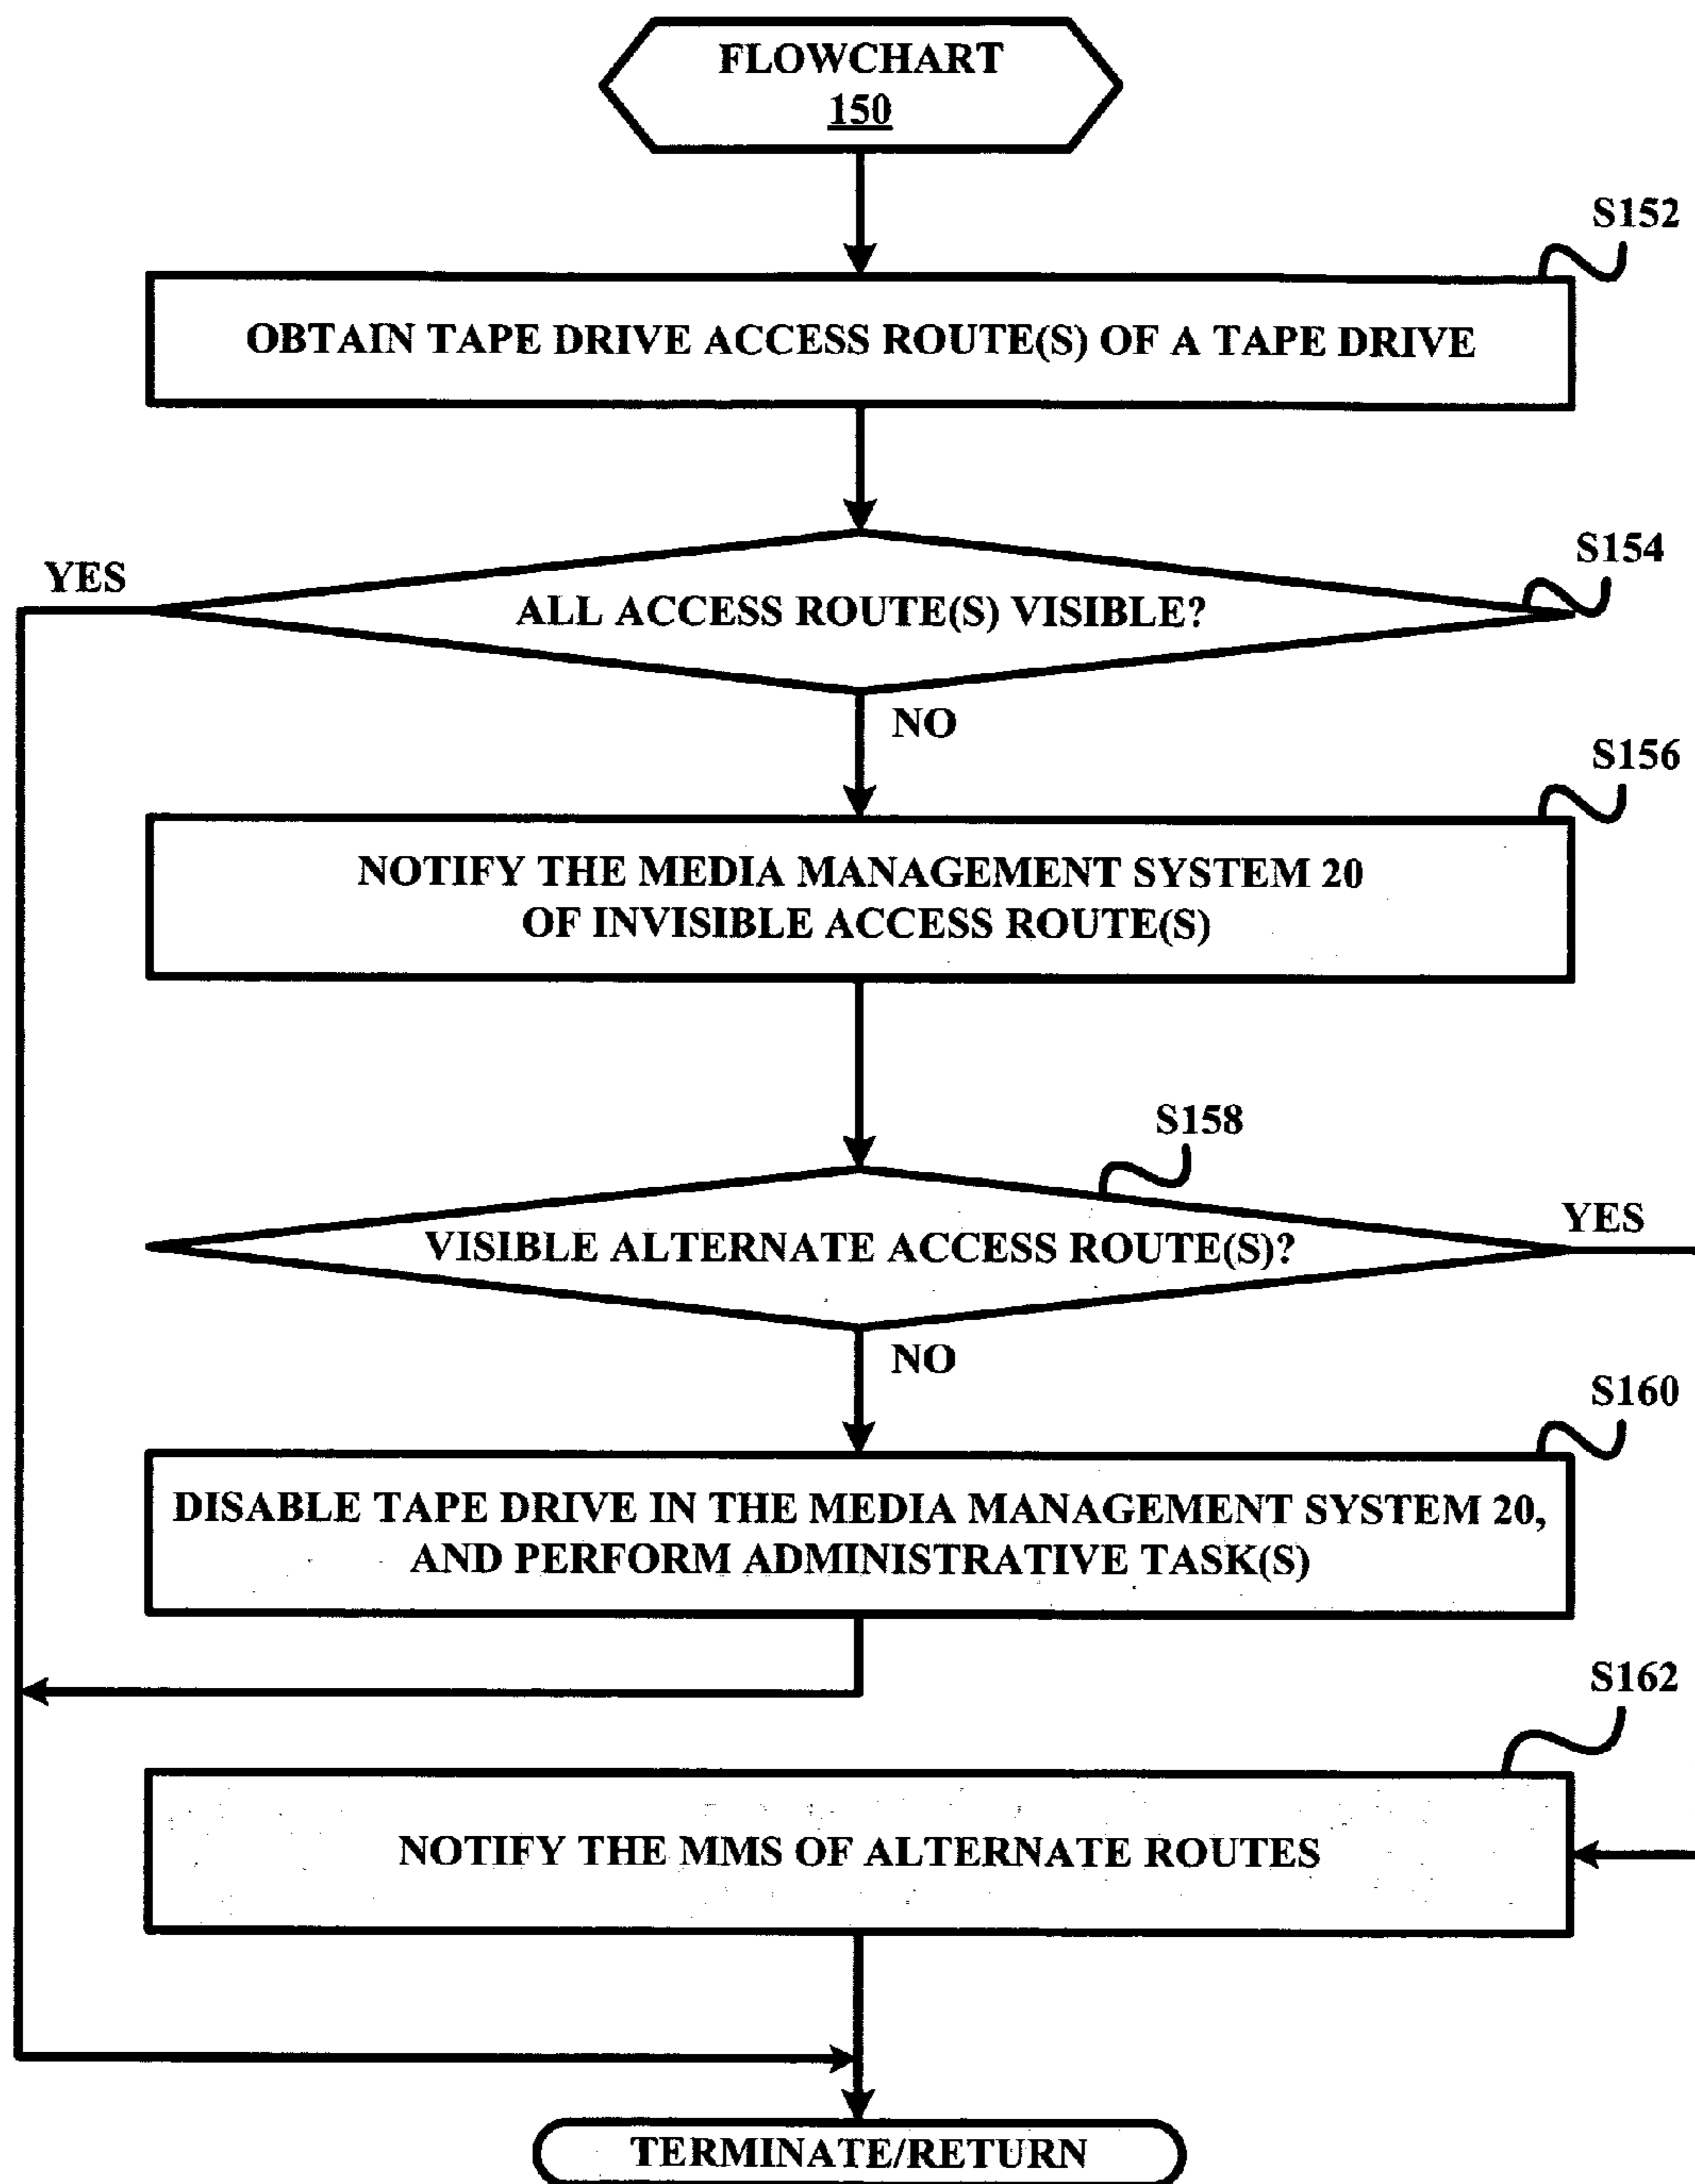 FLOWCHART
150
S152
OBTAIN TAPE DRIVE ACCESS ROUTE(S) OF A TAPE DRIVE
S154
YES
ALL ACCESS ROUTE(S) VISIBLE?
NO
S156
NOTIFY THE MEDIA MANAGEMENT SYSTEM 20
OF INVISIBLE ACCESS ROUTE(S)
S158
YES
VISIBLE ALTERNATE ACCESS ROUTE(S)?
NO
S160
DISABLE TAPE DRIVE IN THE MEDIA MANAGEMENT SYSTEM 20,
AND PERFORM ADMINISTRATIVE TASK(S)
S162
NOTIFY THE MMS OF ALTERNATE ROUTES
TERMINATE/RETURN